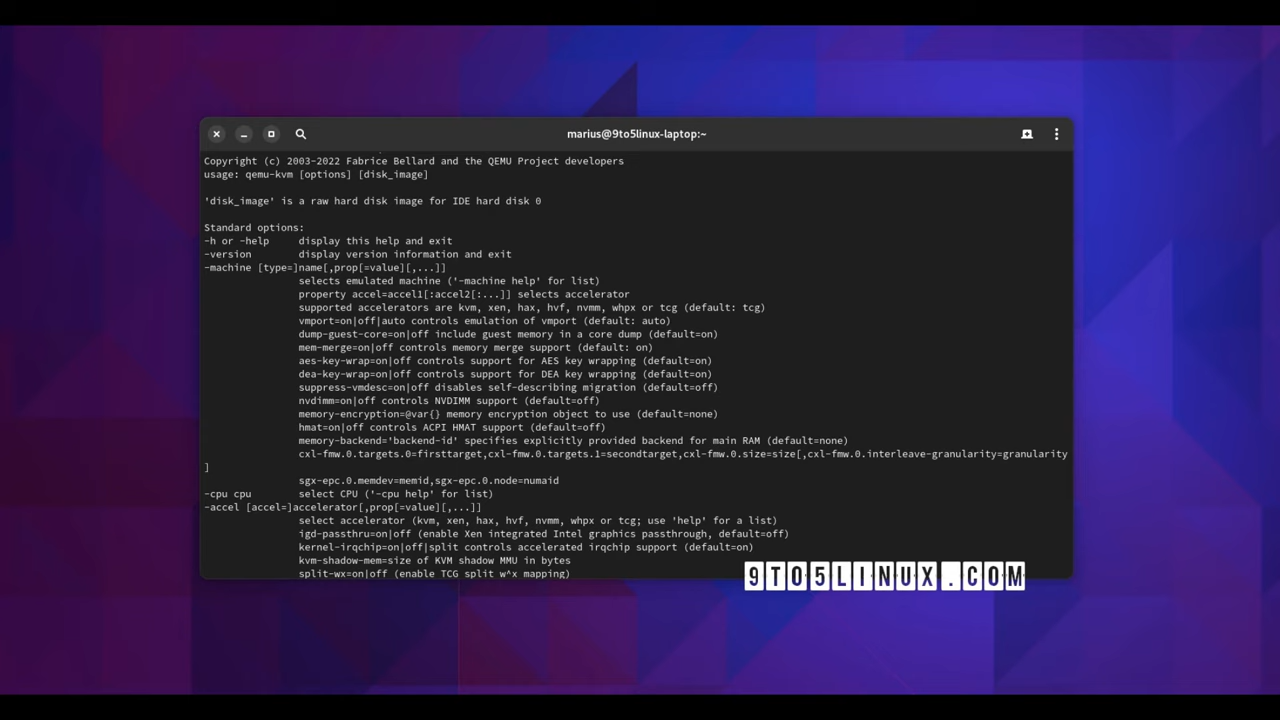 marius@9to5linux-laptop:~
Copyright (c) 2003-2022 Fabrice Bellard and the QEMU Project developers
usage: qemu-kvm [options] [disk_image]
'disk_image' is a raw hard disk image for IDE hard disk 0
Standard options:
-h or -help     display this help and exit
-version        display version information and exit
-machine [type=]name[,prop[=value][,...]]
                selects emulated machine ('-machine help' for list)
                property accel=accel1[:accel2[:...]] selects accelerator
                supported accelerators are kvm, xen, hax, hvf, nvmm, whpx or tcg (default: tcg)
                vmport=on|off|auto controls emulation of vmport (default: auto)
                dump-guest-core=on|off include guest memory in a core dump (default=on)
                mem-merge=on|off controls memory merge support (default: on)
                aes-key-wrap=on|off controls support for AES key wrapping (default=on)
                dea-key-wrap=on|off controls support for DEA key wrapping (default=on)
                suppress-vmdesc=on|off disables self-describing migration (default=off)
                nvdimm=on|off controls NVDIMM support (default=off)
                memory-encryption=@var{} memory encryption object to use (default=none)
                hmat=on|off controls ACPI HMAT support (default=off)
                memory-backend='backend-id' specifies explicitly provided backend for main RAM (default=none)
                cxl-fmw.0.targets.0=firsttarget,cxl-fmw.0.targets.1=secondtarget,cxl-fmw.0.size=size[,cxl-fmw.0.interleave-granularity=granularity
]
                sgx-epc.0.memdev=memid,sgx-epc.0.node=numaid
-cpu cpu        select CPU ('-cpu help' for list)
-accel [accel=]accelerator[,prop[=value][,...]]
                select accelerator (kvm, xen, hax, hvf, nvmm, whpx or tcg; use 'help' for a list)
                igd-passthru=on|off (enable Xen integrated Intel graphics passthrough, default=off)
                kernel-irqchip=on|off|split controls accelerated irqchip support (default=on)
                kvm-shadow-mem=size of KVM shadow MMU in bytes
                split-wx=on|off (enable TCG split w^x mapping)
9TO5LINUX.COM